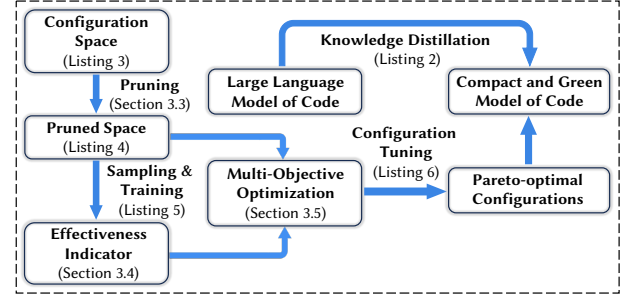 Configuration
Space
(Listing 3)
Pruning
(Section 3.3)
Pruned Space
(Listing 4)
Sampling &
Training
(Listing 5)
Effectiveness
Indicator
(Section 3.4)
Multi-Objective
Optimization
(Section 3.5)
Knowledge Distillation
(Listing 2)
Large Language
Model of Code
Compact and Green
Model of Code
Configuration
Tuning
(Listing 6)
Pareto-optimal
Configurations